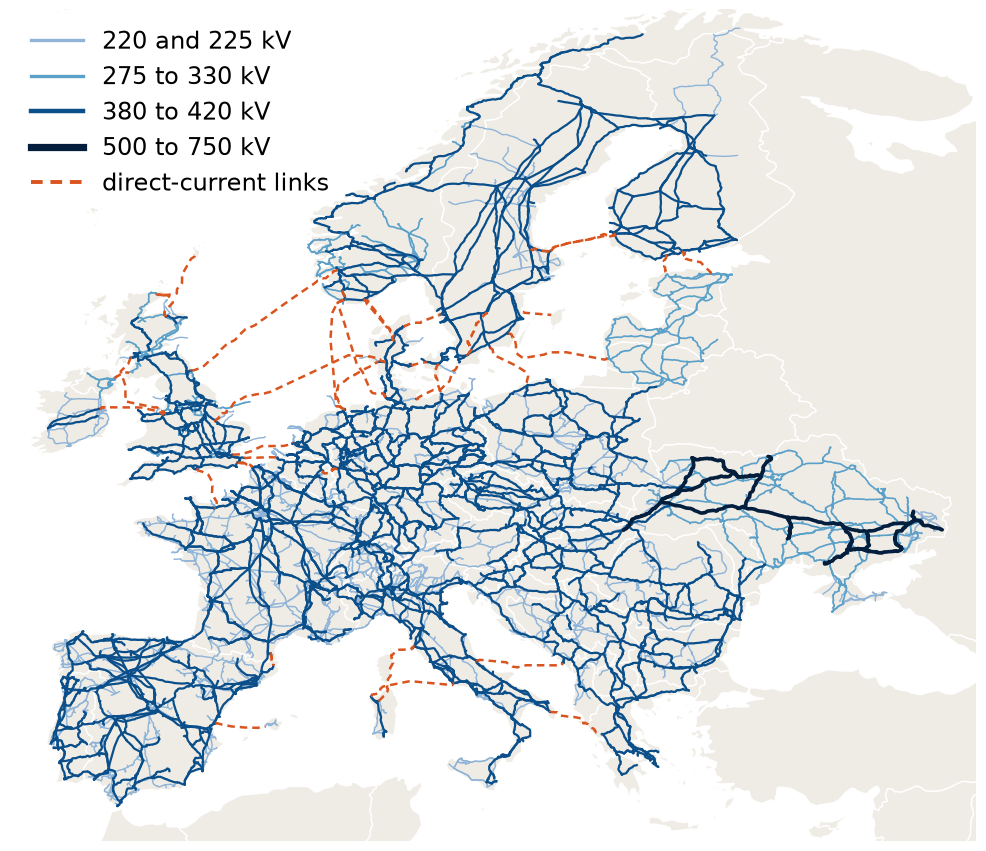 220 and 225 kV
275 to 330 kV
380 to 420 kV
500 to 750 kV
direct-current links